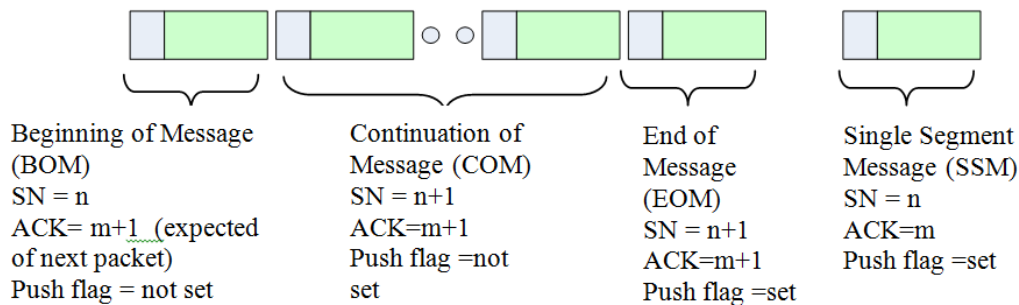 Beginning of Message
(BOM)
SN = n
ACK= m+1 (expected
of next packet)
Push flag = not set
Continuation of
Message (COM)
SN = n+1
ACK=m+1
Push flag =not
set
End of
Message
(EOM)
SN = n+1
ACK=m+1
Push flag =set
Single Segment
Message (SSM)
SN = n
ACK=m
Push flag =set